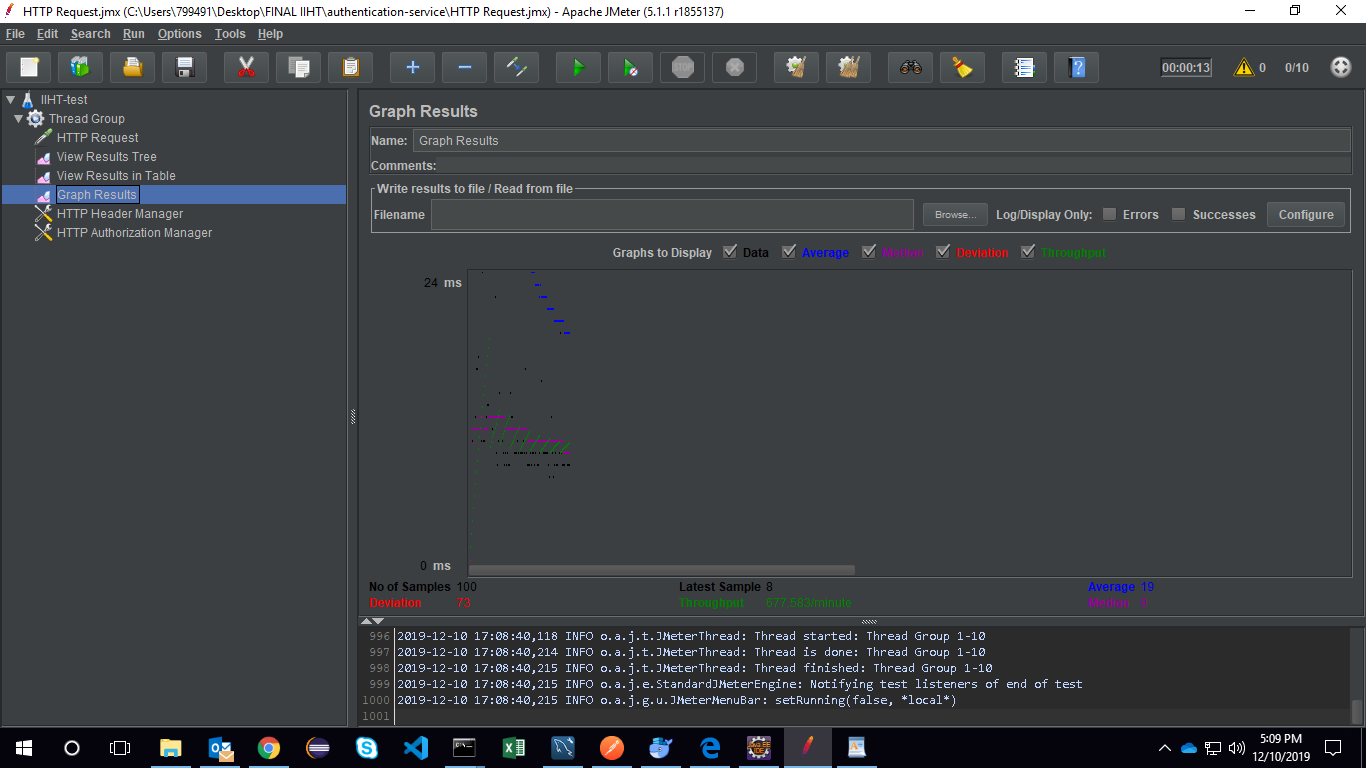 HTTP Request.jmx (C:\Users\799491\Desktop\FINAL IIHT\authentication-service\HTTP Request.jmx) - Apache JMeter (5.1.1 r1855137)
File Edit Search Run Options Tools Help
STOP 00:00:13 0 0/10
IIHT-test
Thread Group
HTTP Request
View Results Tree
View Results in Table
Graph Results
HTTP Header Manager
HTTP Authorization Manager
Graph Results
Name: Graph Results
Comments:
Write results to file / Read from file
Filename Browse... Log/Display Only: Errors Successes Configure
Graphs to Display Data Average Median Deviation Throughput
24 ms
0 ms
No of Samples 100 Latest Sample 8 Average 19
Deviation 73 Throughput 677.583/minute Median
996 2019-12-10 17:08:40,118 INFO o.a.j.t.JMeterThread: Thread started: Thread Group 1-10
997 2019-12-10 17:08:40,214 INFO o.a.j.t.JMeterThread: Thread is done: Thread Group 1-10
998 2019-12-10 17:08:40,215 INFO o.a.j.t.JMeterThread: Thread finished: Thread Group 1-10
999 2019-12-10 17:08:40,215 INFO o.a.j.e.StandardJMeterEngine: Notifying test listeners of end of test
1000 2019-12-10 17:08:40,215 INFO o.a.j.g.u.JMeterMenuBar: setRunning(false, *local*)
1001
5:09 PM
12/10/2019